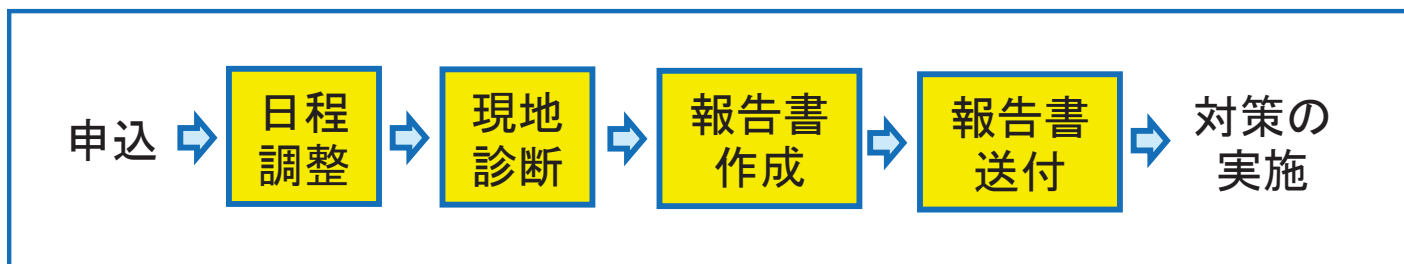 申込
日程
調整
現地
診断
報告書
作成
報告書
送付
対策の
実施